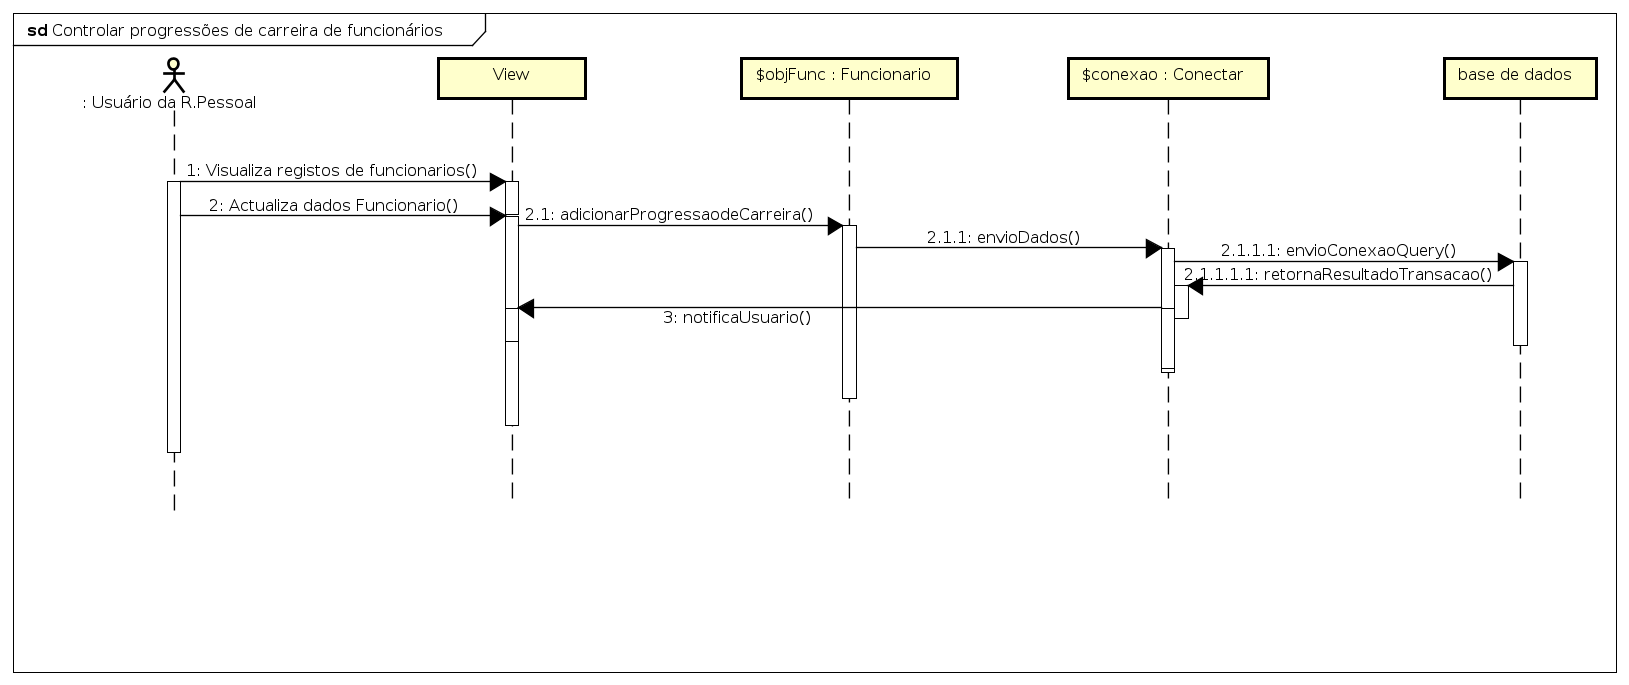 sd Controlar progressões de carreira de funcionários
: Usuário da R.Pessoal
View
$objFunc : Funcionario
$conexao : Conectar
base de dados
1: Visualiza registos de funcionarios()
2: Actualiza dados Funcionario()
2.1: adicionarProgressaodeCarreira()
2.1.1: envioDados()
2.1.1.1: envioConexaoQuery()
2.1.1.1.1: retornaResultadoTransacao()
3: notificaUsuario()